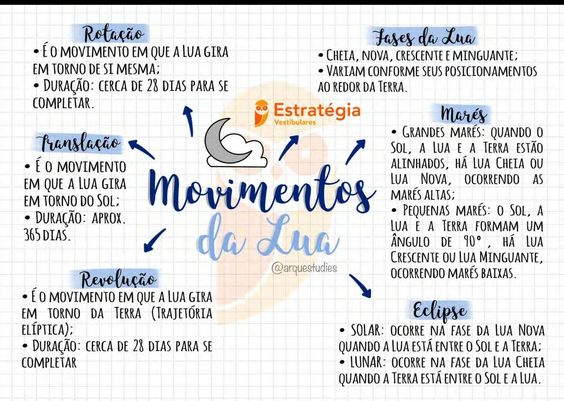 Rotação
• É o movimento em que a Lua gira
em torno de si mesma;
• Duração: cerca de 28 dias para se
completar.
Fases da Lua
• Cheia, nova, crescente e minguante;
• Variam conforme seus posicionamentos
ao redor da Terra.
Estratégia
Vestibulares
Translação
• É o movimento
em que a Lua gira
em torno do Sol;
• Duração: aprox.
365 dias.
Movimentos
da Lua
@arquestudies
Marés
• Grandes marés: quando o
Sol, a Lua e a Terra estão
alinhados, há Lua Cheia ou
Lua Nova, ocorrendo as
marés altas;
• Pequenas marés: o Sol, a
Lua e a Terra formam um
ângulo de 90°, há Lua
Crescente ou Lua Minguante,
ocorrendo marés baixas.
Revolução
• É o movimento em que a Lua gira
em torno da Terra (trajetória
elíptica);
• Duração: cerca de 28 dias para se
completar
Eclipse
• SOLAR: ocorre na fase da Lua Nova
quando a Lua está entre o Sol e a Terra;
• LUNAR: ocorre na fase da Lua Cheia
quando a Terra está entre o Sol e a Lua.